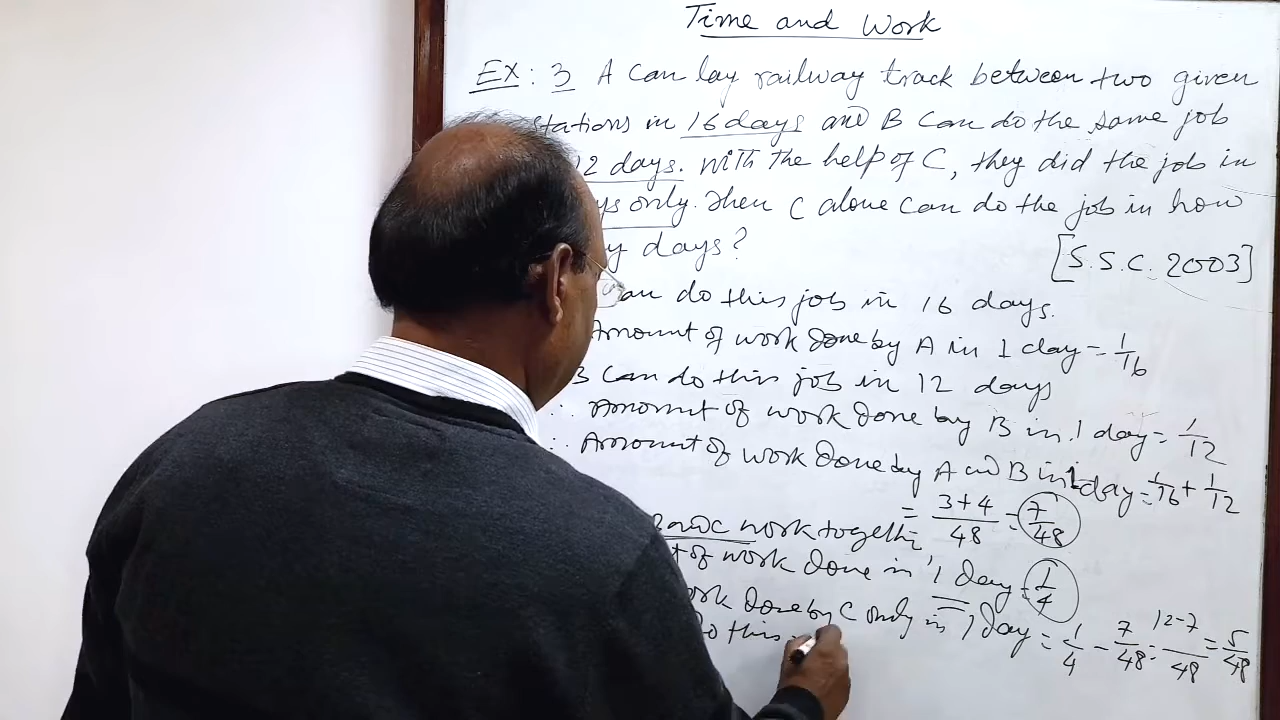 Time and Work
Ex: 3 A can lay railway track between two given
stations in 16 days and B can do the same job
12 days. With the help of C, they did the job in
ys only. Then C alone can do the job in how
y days?
[S.S.C. 2003]
can do this job in 16 days.
Amount of work done by A in 1 day = 1/16
B can do this job in 12 days
∴ Amount of work done by B in 1 day = 1/12
∴ Amount of work done by A and B in 1 day = 1/16 + 1/12
= 3+4/48 = 7/48
and C work together,
t of work done in 1 day = 1/4
ork done by C only in 1 day = 1/4 - 7/48 = 12-7/48 = 5/48
do this